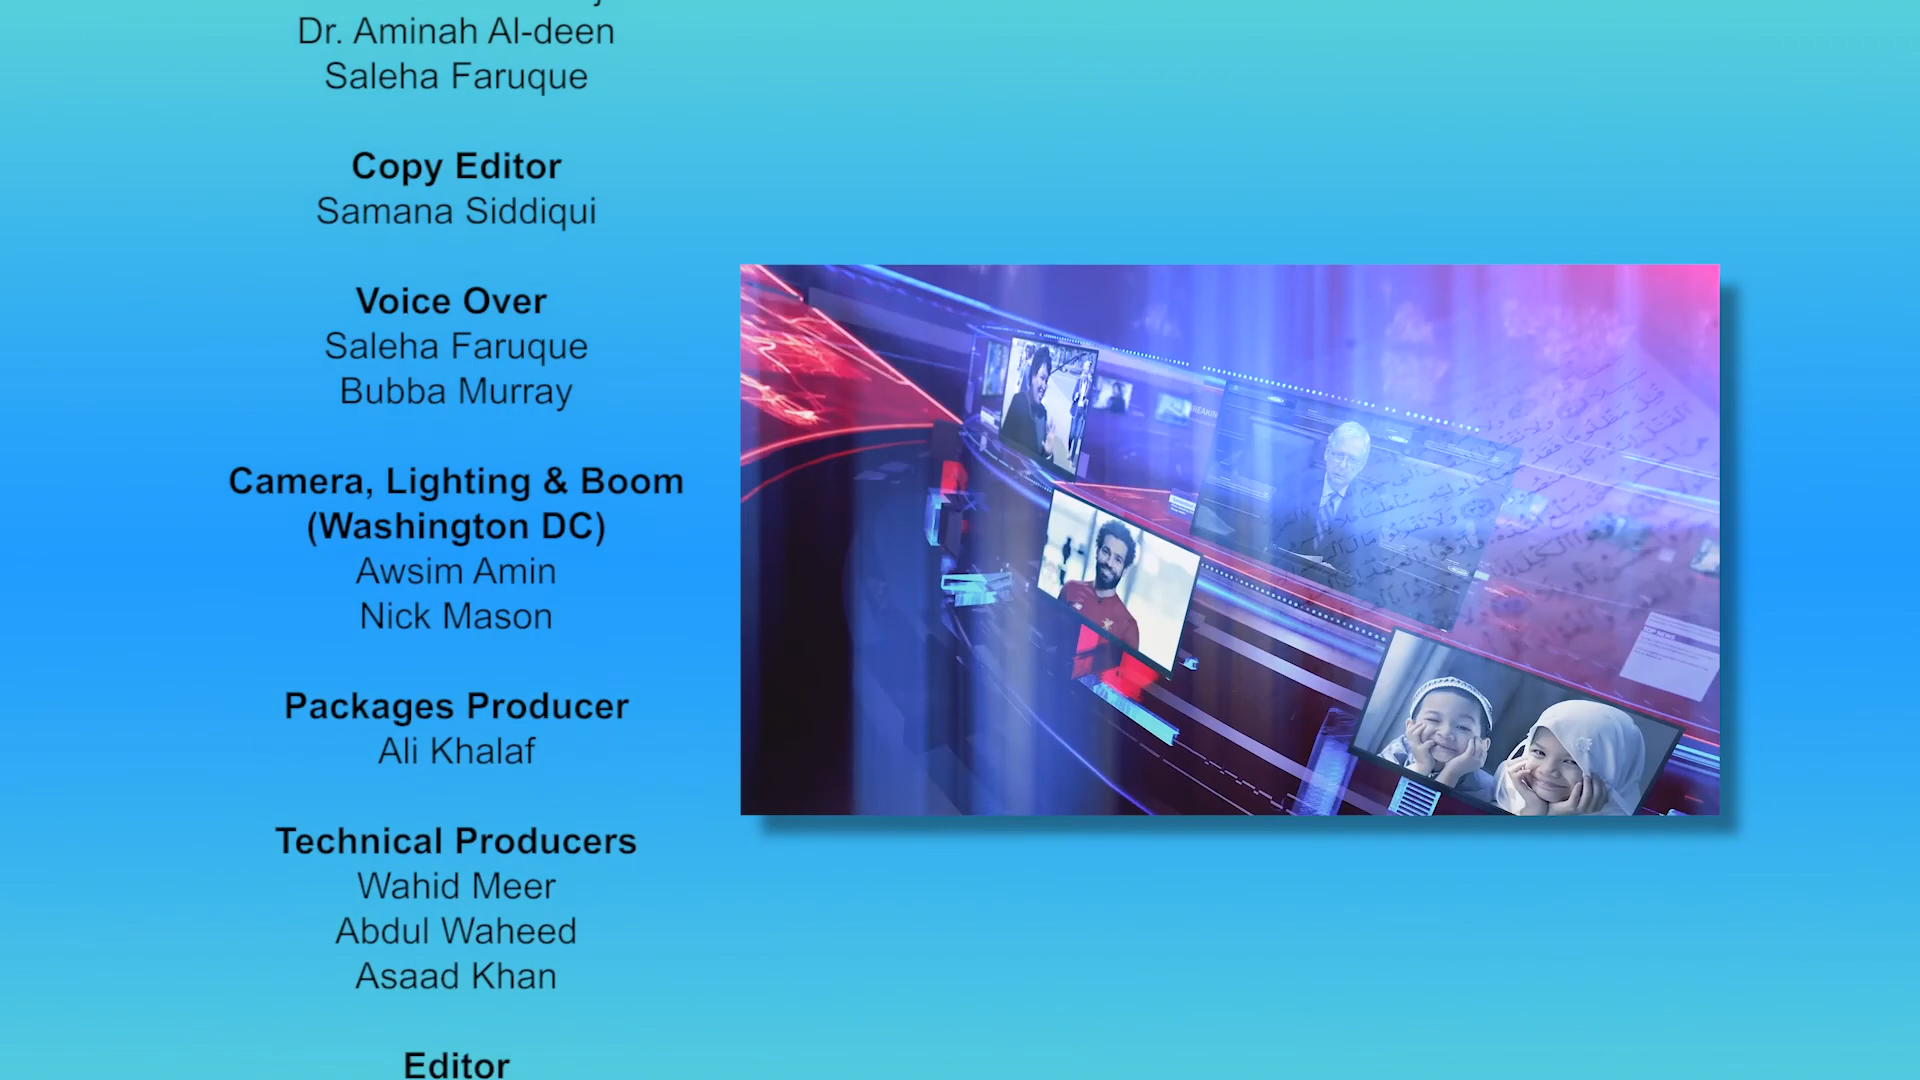 Dr. Aminah Al-deen
Saleha Faruque
Copy Editor
Samana Siddiqui
Voice Over
Saleha Faruque
Bubba Murray
Camera, Lighting & Boom
(Washington DC)
Awsim Amin
Nick Mason
Packages Producer
Ali Khalaf
Technical Producers
Wahid Meer
Abdul Waheed
Asaad Khan
Editor